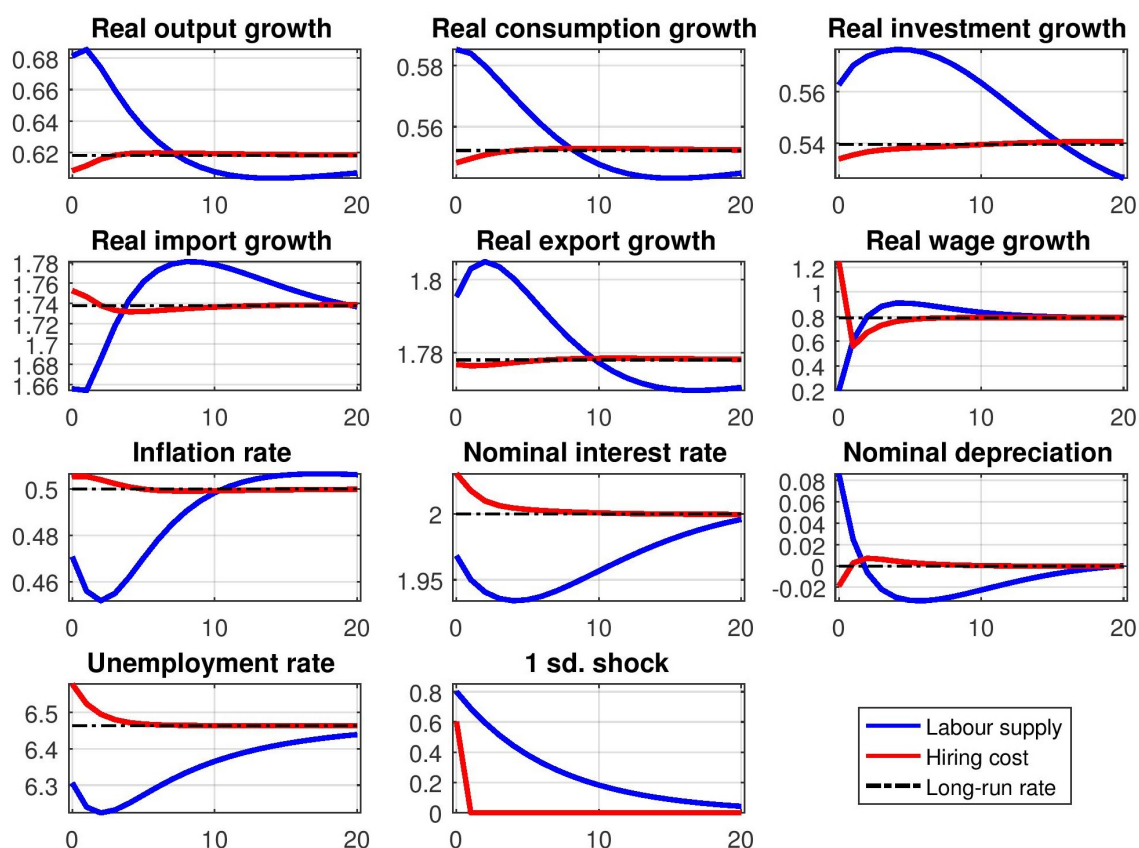 Real output growth
0.68
0.66
0.64
0.62
0 10 20
Real consumption growth
0.58
0.56
0 10 20
Real investment growth
0.56
0.54
0 10 20
Real import growth
1.78
1.76
1.74
1.72
1.7
1.68
1.66
0 10 20
Real export growth
1.8
1.78
0 10 20
Real wage growth
1.2
1
0.8
0.6
0.4
0.2
0 10 20
Inflation rate
0.5
0.48
0.46
0 10 20
Nominal interest rate
2
1.95
0 10 20
Nominal depreciation
0.08
0.06
0.04
0.02
0
-0.02
0 10 20
Unemployment rate
6.5
6.4
6.3
0 10 20
1 sd. shock
0.8
0.6
0.4
0.2
0
0 10 20
Labour supply
Hiring cost
Long-run rate